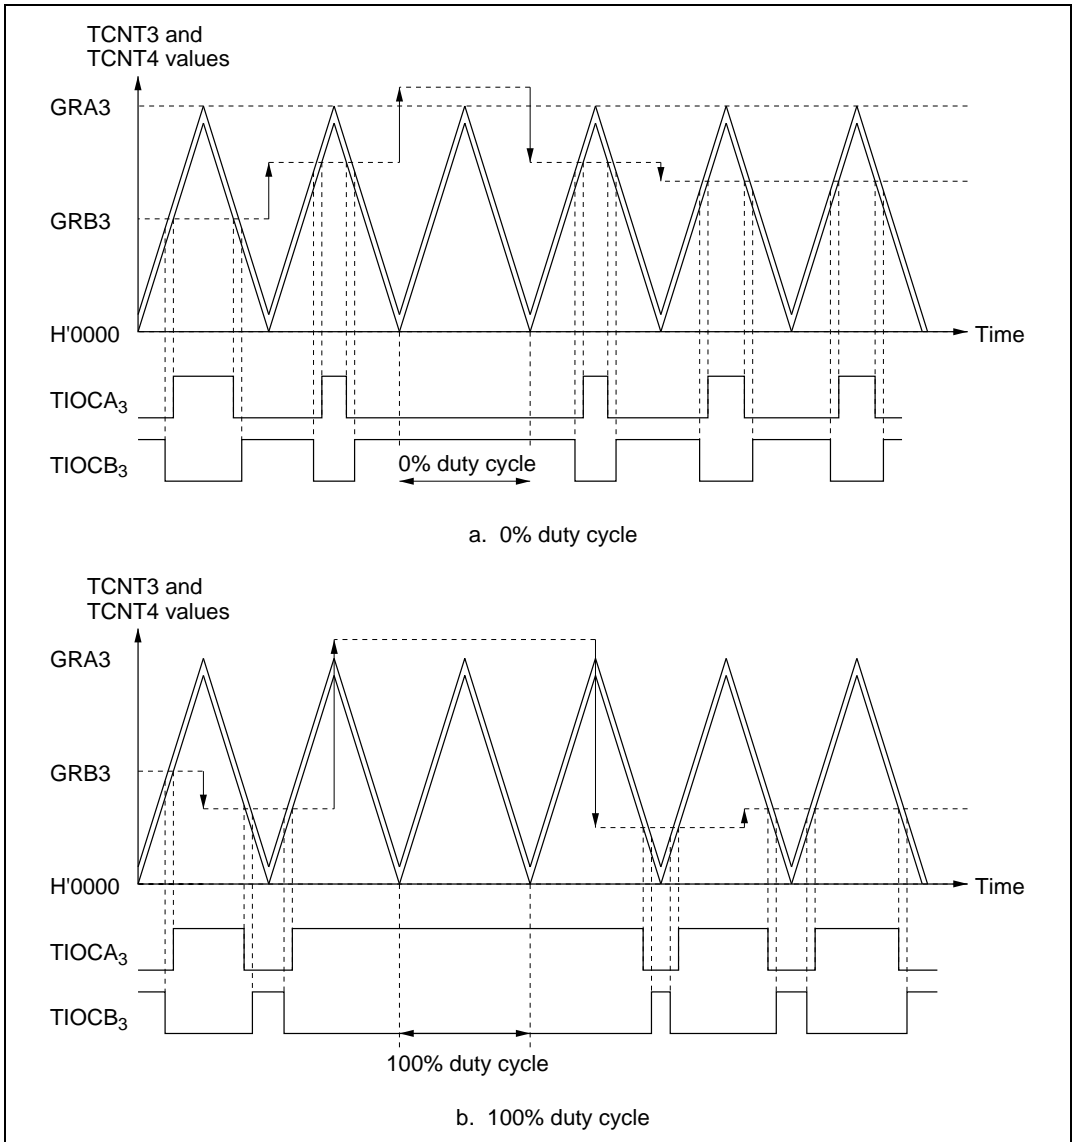 TCNT3 and
TCNT4 values
GRA3
GRB3
H'0000
Time
TIOCA3
TIOCB3
0% duty cycle
a. 0% duty cycle
TCNT3 and
TCNT4 values
GRA3
GRB3
H'0000
Time
TIOCA3
TIOCB3
100% duty cycle
b. 100% duty cycle